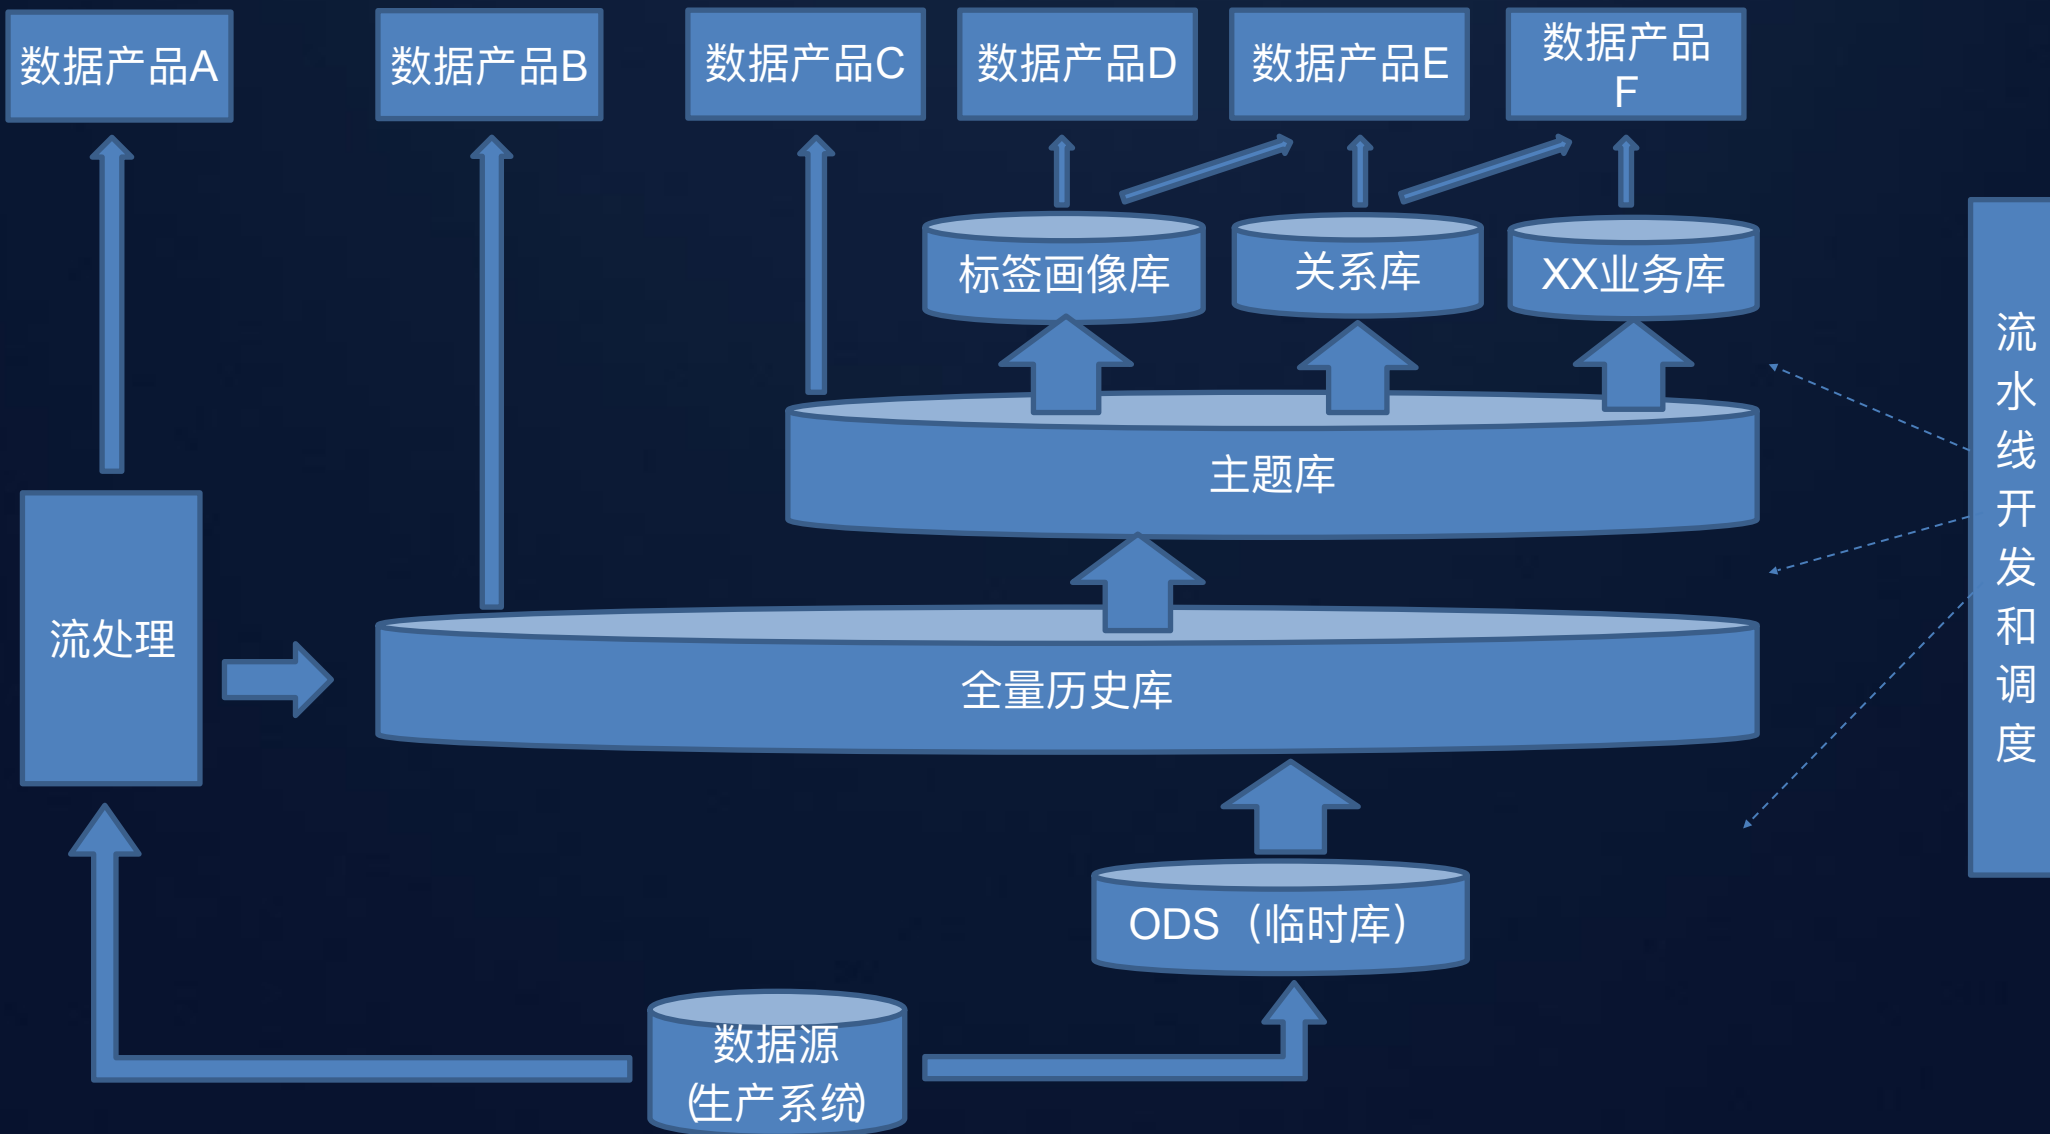 数据产品A
数据产品B
数据产品C
数据产品D
数据产品E
数据产品
F
标签画像库
关系库
XX业务库
主题库
流处理
全量历史库
ODS（临时库）
数据源
(生产系统)
流
水
线
开
发
和
调
度